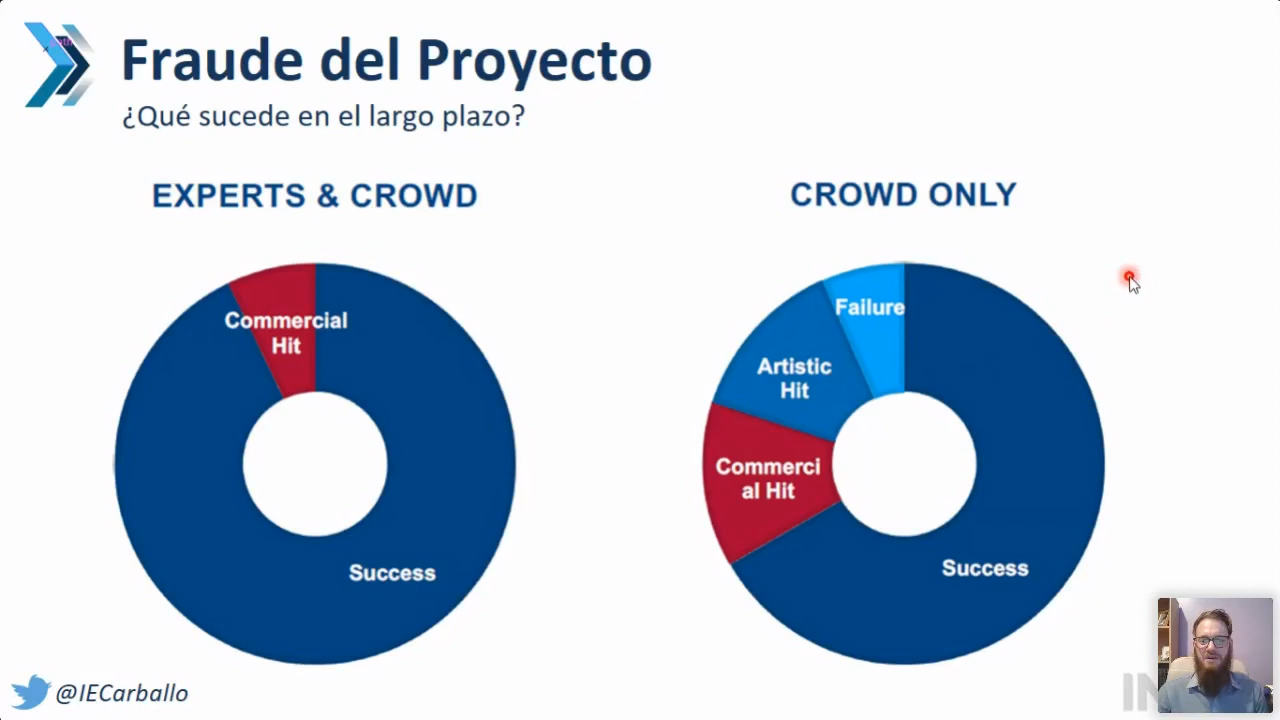 Fraude del Proyecto
¿Qué sucede en el largo plazo?
EXPERTS & CROWD
Commercial
Hit
Success
CROWD ONLY
Failure
Artistic
Hit
Commerci
al Hit
Success
@IECarballo